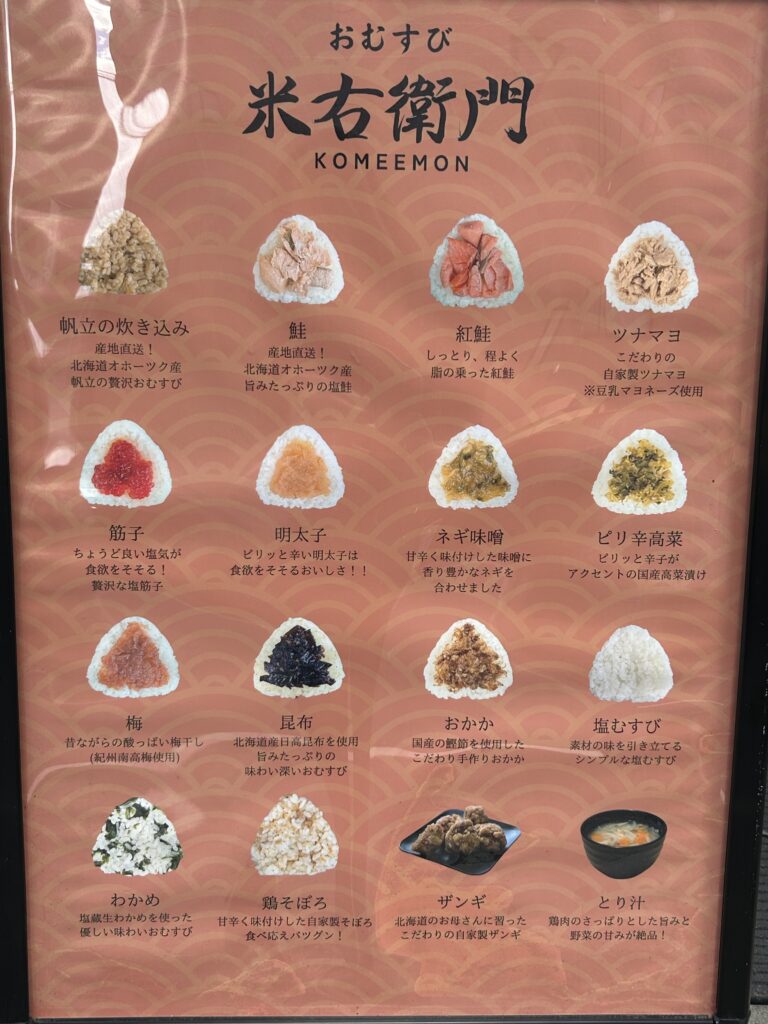 おむすび
米右衛門
KOMEEMON
帆立の炊き込み
産地直送！
北海道オホーツク産
帆立の贅沢おむすび
鮭
産地直送！
北海道オホーツク産
旨みたっぷりの塩鮭
紅鮭
しっとり、程よく
脂の乗った紅鮭
ツナマヨ
こだわりの
自家製ツナマヨ
※豆乳マヨネーズ使用
筋子
ちょうど良い塩気が
食欲をそそる！
贅沢な塩筋子
明太子
ピリッと辛い明太子は
食欲をそそるおいしさ！！
ネギ味噌
甘辛く味付けした味噌に
香り豊かなネギを
合わせました
ピリ辛高菜
ピリッと辛子が
アクセントの国産高菜漬け
梅
昔ながらの酸っぱい梅干し
(紀州南高梅使用)
昆布
北海道産日高昆布を使用
旨みたっぷりの
味わい深いおむすび
おかか
国産の鰹節を使用した
こだわり手作りおかか
塩むすび
素材の味を引き立てる
シンプルな塩むすび
わかめ
塩蔵生わかめを使った
優しい味わいおむすび
鶏そぼろ
甘辛く味付けした自家製そぼろ
食べ応えバツグン！
ザンギ
北海道のお母さんに習った
こだわりの自家製ザンギ
とり汁
鶏肉のさっぱりとした旨みと
野菜の甘みが絶品！